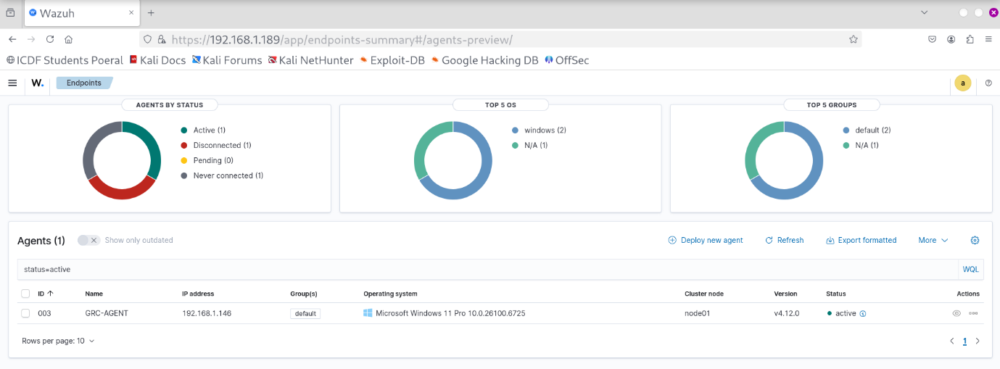 Wazuh
https://192.168.1.189/app/endpoints-summary#/agents-preview/
ICDF Students Poeral Kali Docs Kali Forums Kali NetHunter Exploit-DB Google Hacking DB OffSec
W. Endpoints a
AGENTS BY STATUS
Active (1)
Disconnected (1)
Pending (0)
Never connected (1)
TOP 5 OS
windows (2)
N/A (1)
TOP 5 GROUPS
default (2)
N/A (1)
Agents (1) Show only outdated Deploy new agent Refresh Export formatted More
status=active WQL
ID Name IP address Group(s) Operating system Cluster node Version Status Actions
003 GRC-AGENT 192.168.1.146 default Microsoft Windows 11 Pro 10.0.26100.6725 node01 v4.12.0 active
Rows per page: 10 1